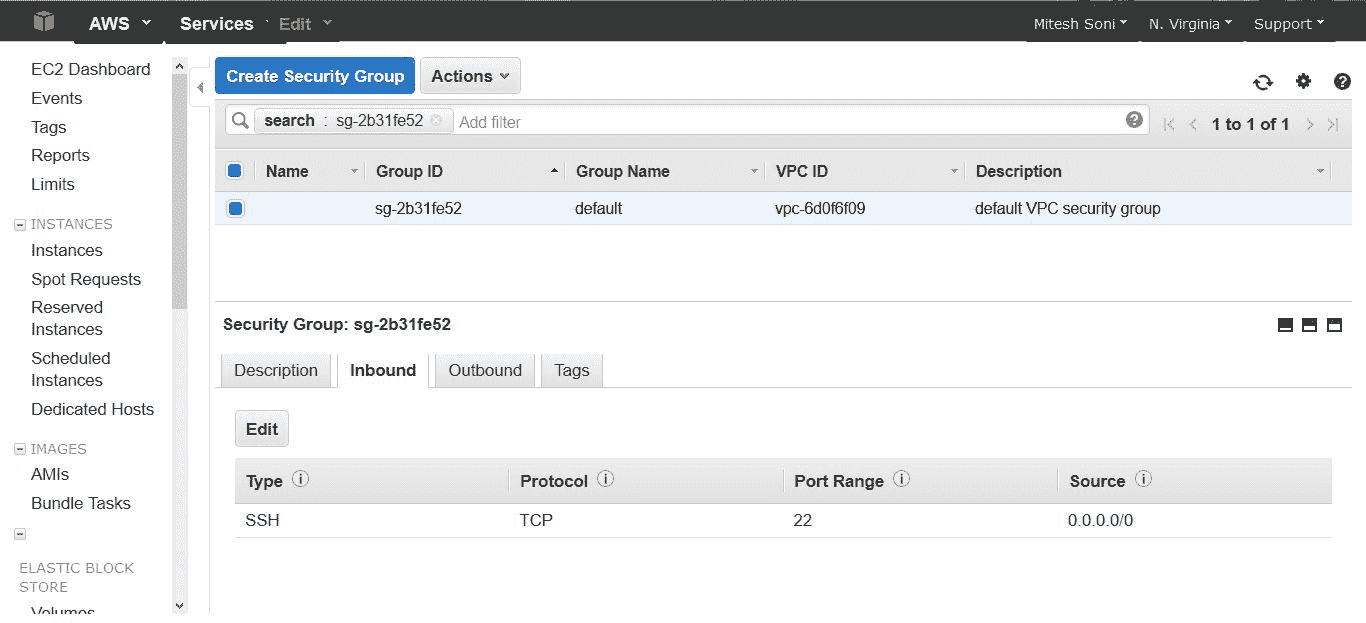 AWS Services Edit Mitesh Soni N. Virginia Support
EC2 Dashboard
Events
Tags
Reports
Limits
INSTANCES
Instances
Spot Requests
Reserved
Instances
Scheduled
Instances
Dedicated Hosts
IMAGES
AMIs
Bundle Tasks
ELASTIC BLOCK
STORE
Volumes
Create Security Group Actions
search : sg-2b31fe52 Add filter 1 to 1 of 1
Name Group ID Group Name VPC ID Description
sg-2b31fe52 default vpc-6d0f6f09 default VPC security group
Security Group: sg-2b31fe52
Description Inbound Outbound Tags
Edit
Type Protocol Port Range Source
SSH TCP 22 0.0.0.0/0